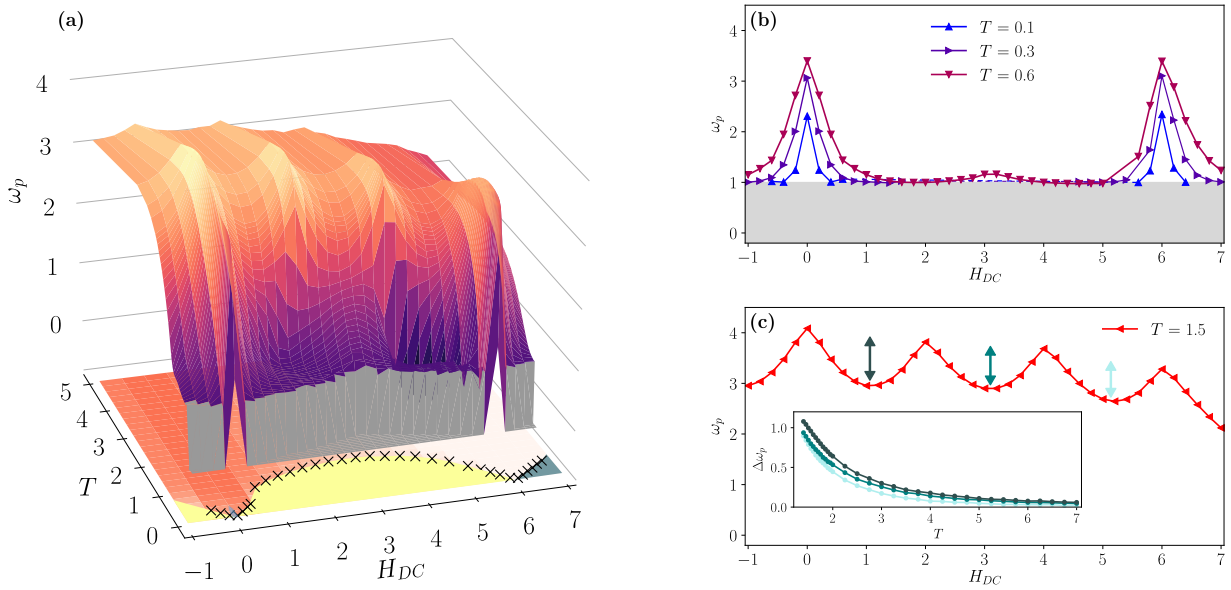 (a)
4
3
2
1
0
ω_p
5
4
3
2
1
0
T
−1
0
1
2
3
4
5
6
7
H_DC
(b)
T = 0.1
T = 0.3
T = 0.6
4
3
2
1
0
ω_p
−1 0 1 2 3 4 5 6 7
H_DC
(c)
T = 1.5
4
3
2
1
0
ω_p
1.0
0.5
0.0
Δω_p
2 3 4 5 6 7
T
−1 0 1 2 3 4 5 6 7
H_DC